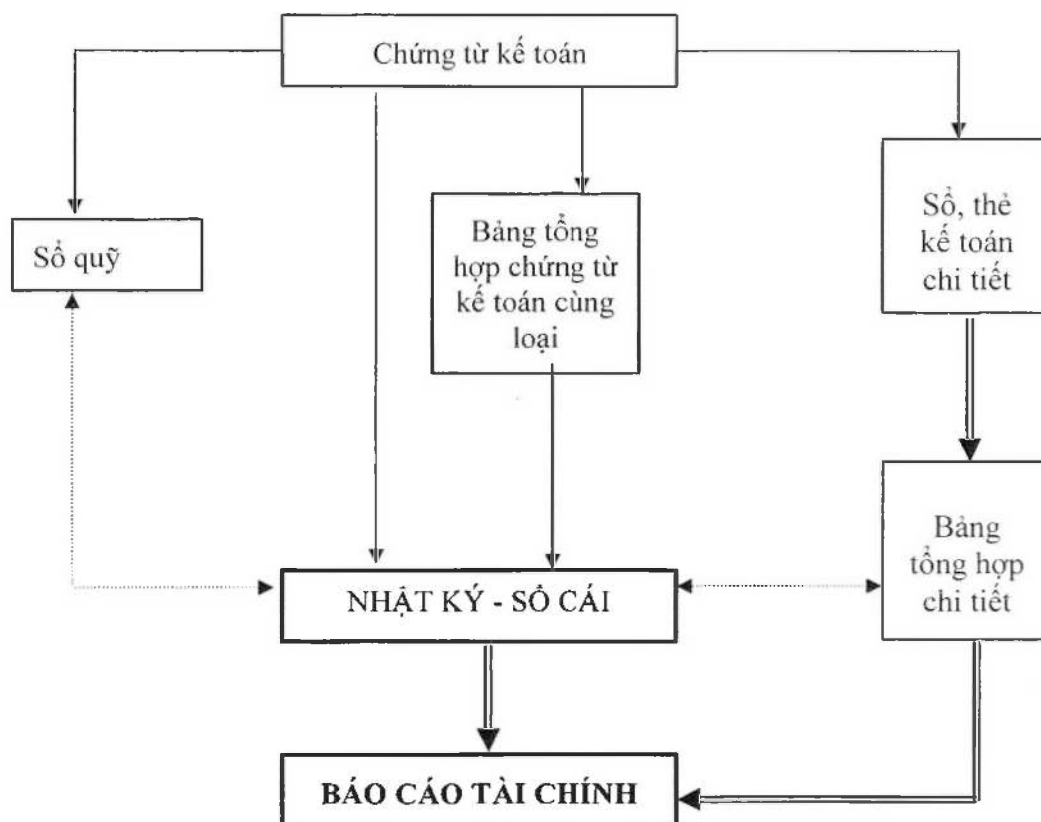 Chứng từ kế toán
Sổ quỹ
Bảng tổng
hợp chứng từ
kế toán cùng
loại
Sổ, thẻ
kế toán
chi tiết
Bảng
tổng hợp
chi tiết
NHẬT KÝ - SỔ CÁI
BÁO CÁO TÀI CHÍNH